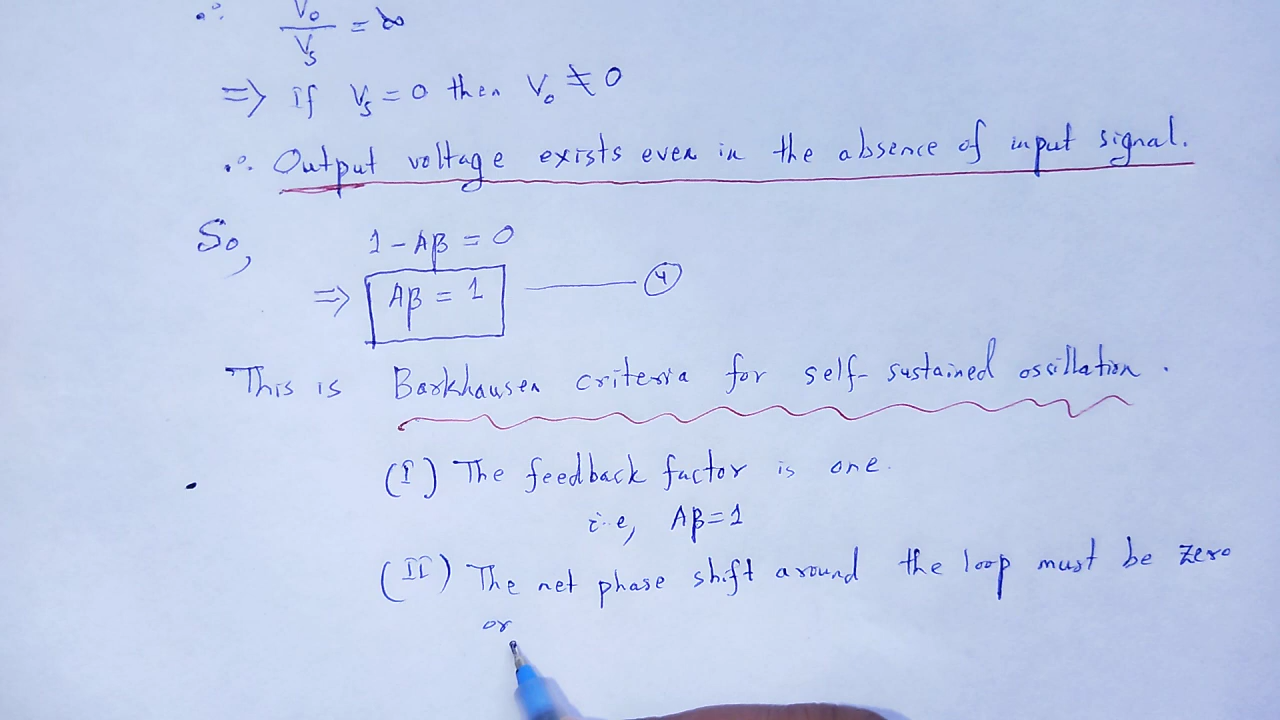 ∴ Vo/Vs = ∞
⇒ If Vs = 0 then Vo ≠ 0
∴ Output voltage exists even in the absence of input signal.
So, 1 - Aβ = 0
⇒ Aβ = 1 ④
This is Barkhausen criteria for self-sustained oscillation.
(I) The feedback factor is one.
i.e, Aβ=1
(II) The net phase shift around the loop must be zero
or